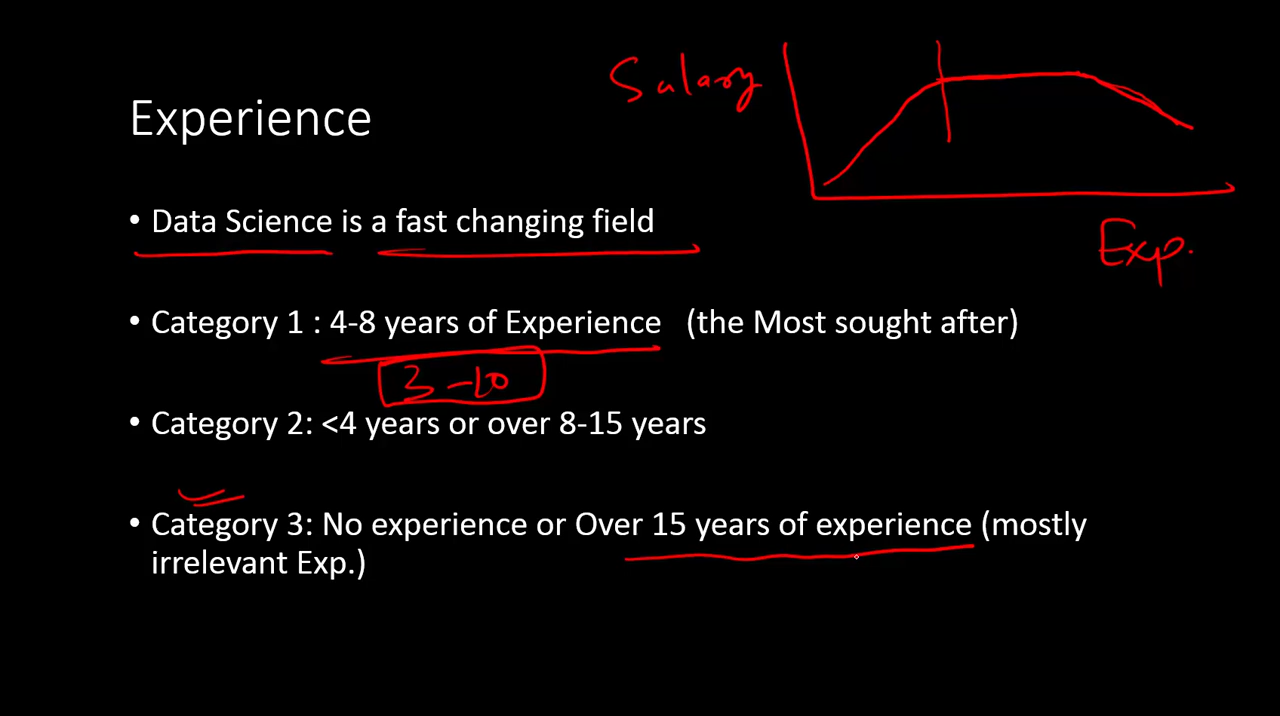 Salary
Experience
• Data Science is a fast changing field
Exp.
• Category 1 : 4-8 years of Experience (the Most sought after)
3-10
• Category 2: <4 years or over 8-15 years
• Category 3: No experience or Over 15 years of experience (mostly
irrelevant Exp.)